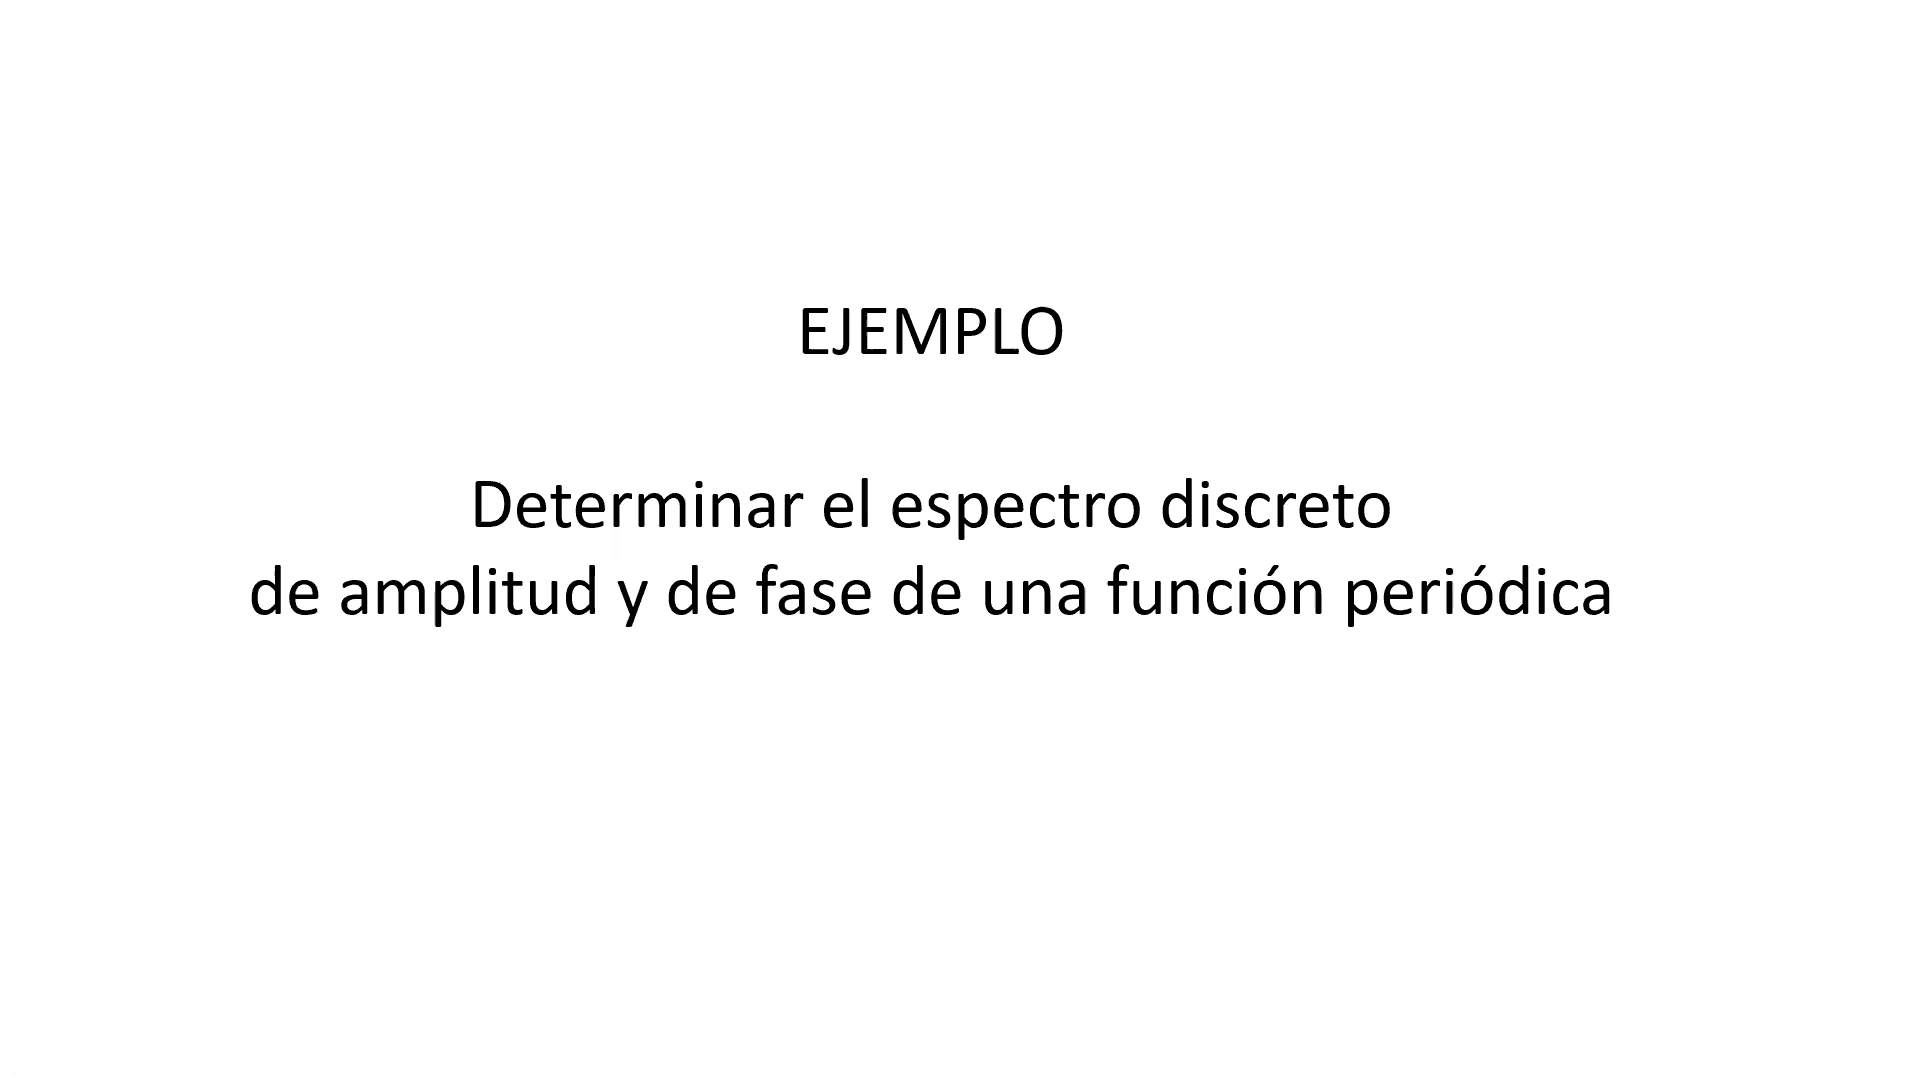 EJEMPLO
Determinar el espectro discreto
de amplitud y de fase de una función periódica